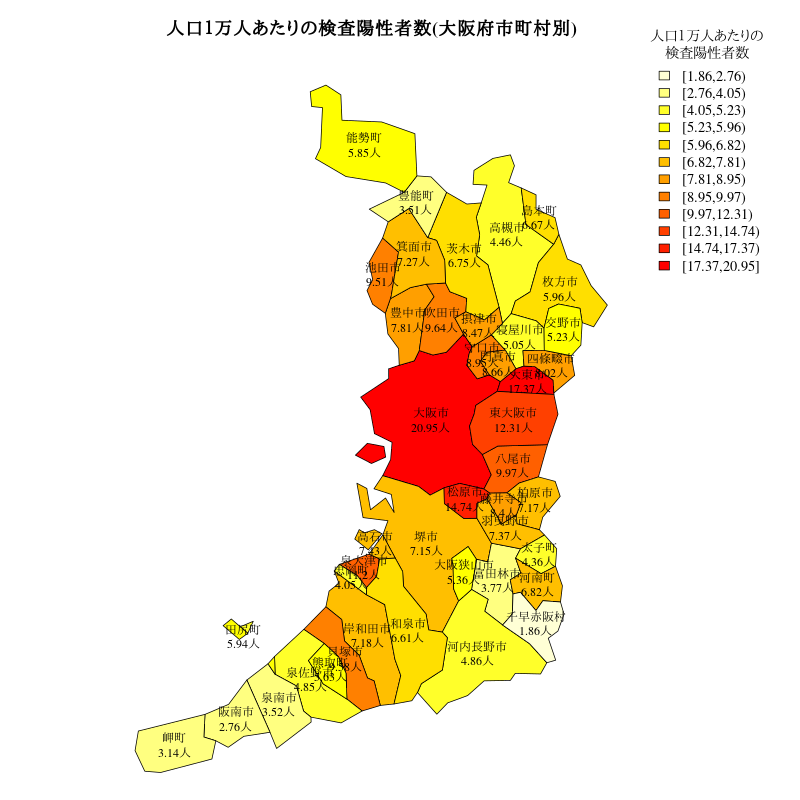 人口1万人あたりの検査陽性者数(大阪府市町村別)
人口1万人あたりの
検査陽性者数
[1.86,2.76)
[2.76,4.05)
[4.05,5.23)
[5.23,5.96)
[5.96,6.82)
[6.82,7.81)
[7.81,8.95)
[8.95,9.97)
[9.97,12.31)
[12.31,14.74)
[14.74,17.37)
[17.37,20.95]
能勢町
5.85人
豊能町
3.51人
島本町
6.67人
高槻市
4.46人
箕面市
7.27人
茨木市
6.75人
池田市
9.51人
枚方市
5.96人
豊中市
7.81人
吹田市
9.64人
摂津市
8.47人
寝屋川市
5.05人
交野市
5.23人
守口市
8.95人
門真市
8.66人
四條畷市
8.02人
大東市
17.37人
大阪市
20.95人
東大阪市
12.31人
八尾市
9.97人
松原市
14.74人
藤井寺市
8.4人
柏原市
7.17人
羽曳野市
7.37人
高石市
7.43人
堺市
7.15人
太子町
4.36人
泉大津市
忠岡町
4.05人
大阪狭山市
5.36人
富田林市
3.77人
河南町
6.82人
千早赤阪村
1.86人
田尻町
5.94人
岸和田市
7.18人
和泉市
6.61人
河内長野市
4.86人
貝塚市
熊取町
泉佐野市
4.85人
泉南市
3.52人
阪南市
2.76人
岬町
3.14人